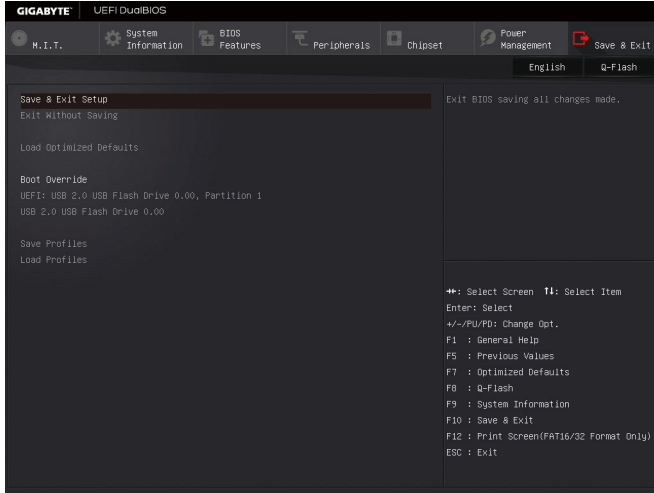 GIGABYTE™ UEFI DualBIOS
M.I.T. System Information BIOS Features Peripherals Chipset Power Management Save & Exit
English Q-Flash
Save & Exit Setup
Exit Without Saving
Load Optimized Defaults
Boot Override
UEFI: USB 2.0 USB Flash Drive 0.00, Partition 1
USB 2.0 USB Flash Drive 0.00
Save Profiles
Load Profiles
Exit BIOS saving all changes made.
→←: Select Screen ↑↓: Select Item
Enter: Select
+/-/PU/PD: Change Opt.
F1 : General Help
F5 : Previous Values
F7 : Optimized Defaults
F8 : Q-Flash
F9 : System Information
F10 : Save & Exit
F12 : Print Screen(FAT16/32 Format Only)
ESC : Exit